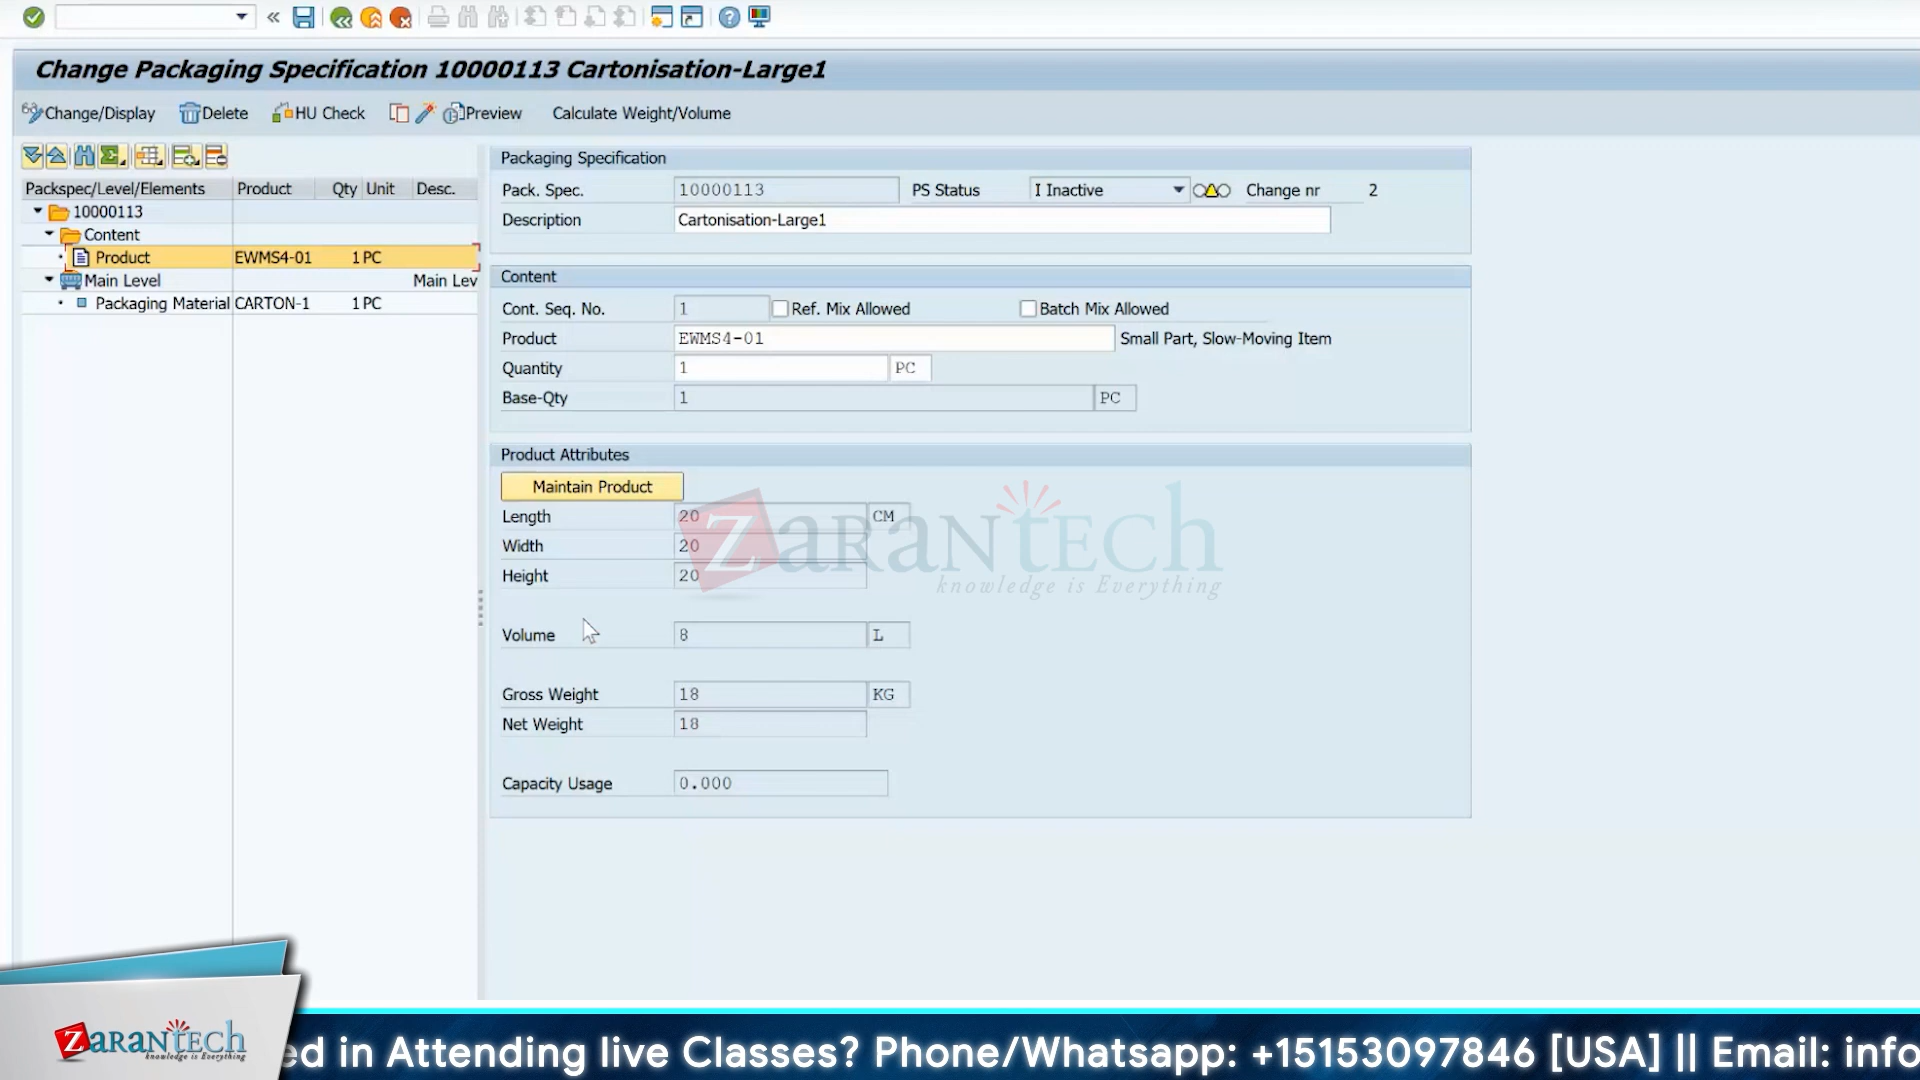 Change Packaging Specification 10000113 Cartonisation-Large1
Change/Display Delete HU Check Preview Calculate Weight/Volume
Packspec/Level/Elements Product Qty Unit Desc.
10000113
Content
Product EWMS4-01 1 PC
Main Level Main Lev
Packaging Material CARTON-1 1 PC
Packaging Specification
Pack. Spec. 10000113 PS Status I Inactive Change nr 2
Description Cartonisation-Large1
Content
Cont. Seq. No. 1 Ref. Mix Allowed Batch Mix Allowed
Product EWMS4-01 Small Part, Slow-Moving Item
Quantity 1 PC
Base-Qty 1 PC
Product Attributes
Maintain Product
Length 20 CM
Width 20
Height 20
Volume 8 L
Gross Weight 18 KG
Net Weight 18
Capacity Usage 0.000
ZaranTech
knowledge is Everything
ZaranTech
knowledge is Everything
ed in Attending live Classes? Phone/Whatsapp: +15153097846 [USA] || Email: info